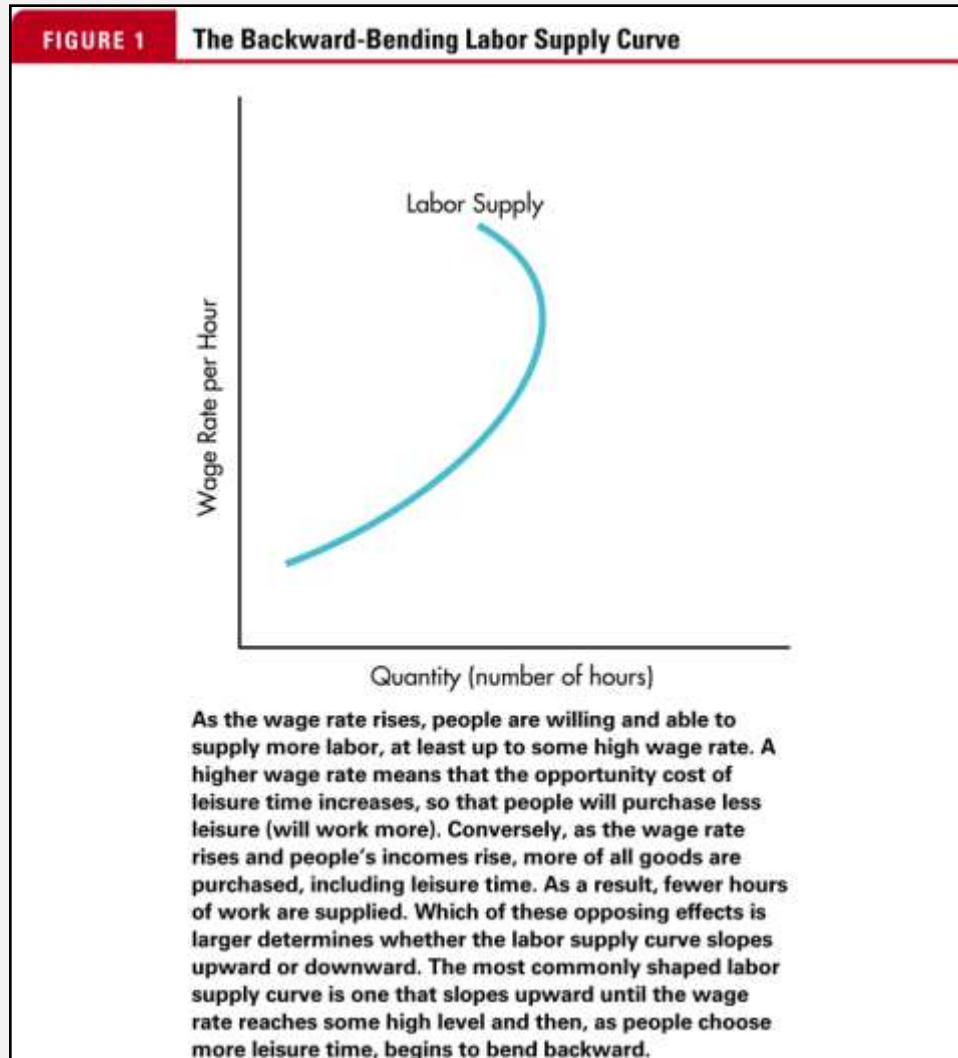 FIGURE 1 The Backward-Bending Labor Supply Curve
Labor Supply
Wage Rate per Hour
Quantity (number of hours)
As the wage rate rises, people are willing and able to
supply more labor, at least up to some high wage rate. A
higher wage rate means that the opportunity cost of
leisure time increases, so that people will purchase less
leisure (will work more). Conversely, as the wage rate
rises and people's incomes rise, more of all goods are
purchased, including leisure time. As a result, fewer hours
of work are supplied. Which of these opposing effects is
larger determines whether the labor supply curve slopes
upward or downward. The most commonly shaped labor
supply curve is one that slopes upward until the wage
rate reaches some high level and then, as people choose
more leisure time, begins to bend backward.